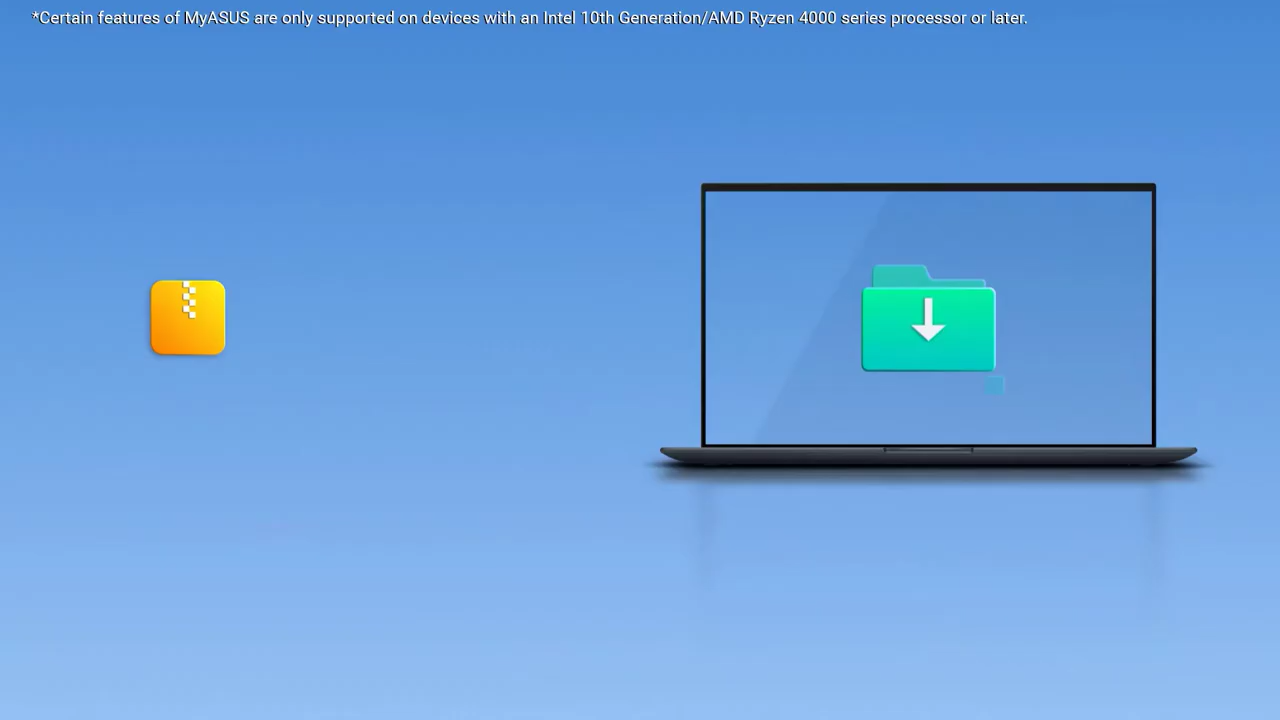 *Certain features of MyASUS are only supported on devices with an Intel 10th Generation/AMD Ryzen 4000 series processor or later.